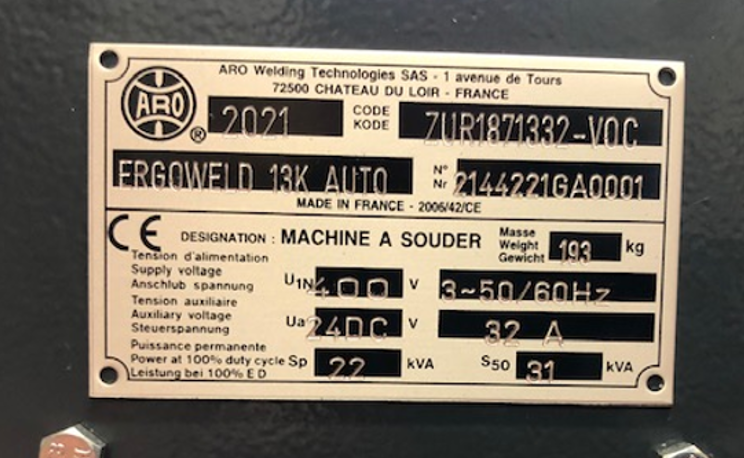 ARO Welding Technologies SAS - 1 avenue de Tours
72500 CHATEAU DU LOIR - FRANCE
ARO ® 2021 CODE KODE ZUR1871332-V0C
ERGOWELD 13K AUTO N° Nr 2144221GA0001
MADE IN FRANCE - 2006/42/CE
CE DESIGNATION : MACHINE A SOUDER Masse Weight Gewicht 193 kg
Tension d'alimentation
Supply voltage
Anschlub spannung U1N 400 V 3~50/60Hz
Tension auxiliaire
Auxiliary voltage
Steuerspannung Ua 24DC V 32 A
Puissance permanente
Power at 100% duty cycle Sp 22 kVA S50 31 kVA
Leistung bei 100% E D